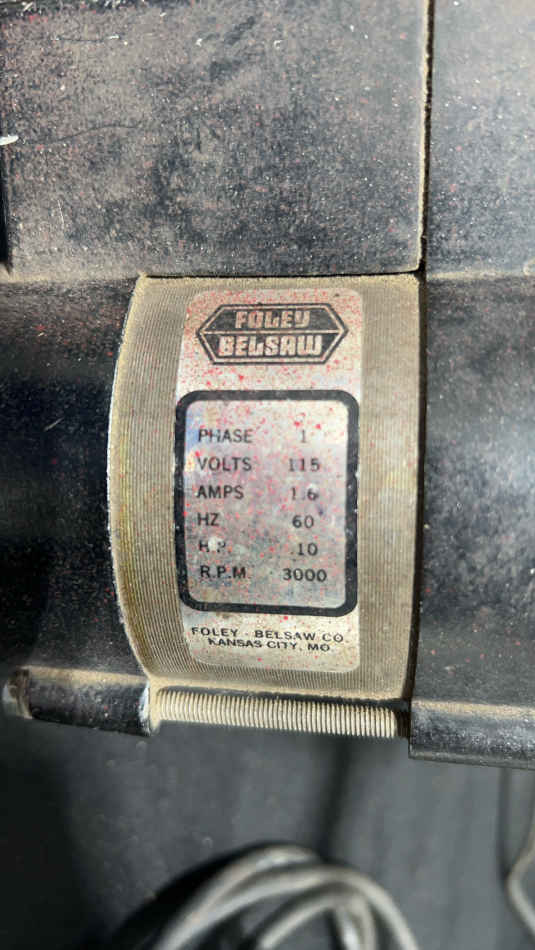 FOLEY
BELSAW
PHASE 1
VOLTS 115
AMPS 1.6
HZ 60
H.P. .10
R.P.M. 3000
FOLEY - BELSAW CO.
KANSAS CITY, MO.